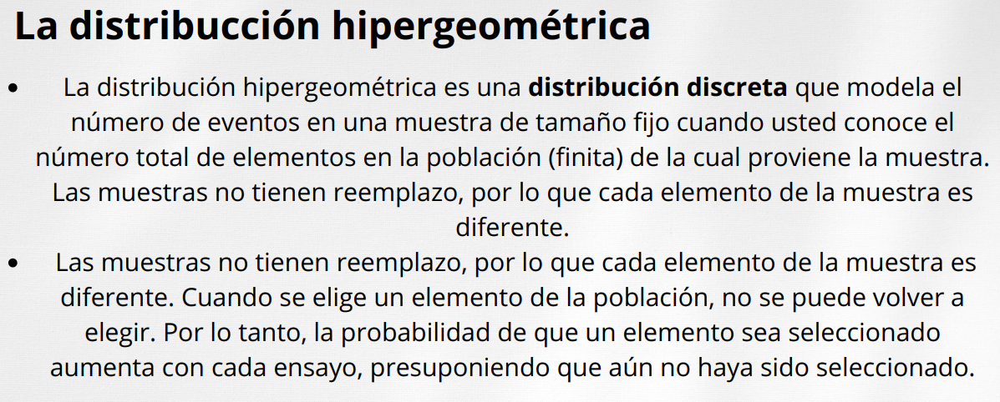 La distribucción hipergeométrica
• La distribución hipergeométrica es una distribución discreta que modela el
número de eventos en una muestra de tamaño fijo cuando usted conoce el
número total de elementos en la población (finita) de la cual proviene la muestra.
Las muestras no tienen reemplazo, por lo que cada elemento de la muestra es
diferente.
• Las muestras no tienen reemplazo, por lo que cada elemento de la muestra es
diferente. Cuando se elige un elemento de la población, no se puede volver a
elegir. Por lo tanto, la probabilidad de que un elemento sea seleccionado
aumenta con cada ensayo, presuponiendo que aún no haya sido seleccionado.